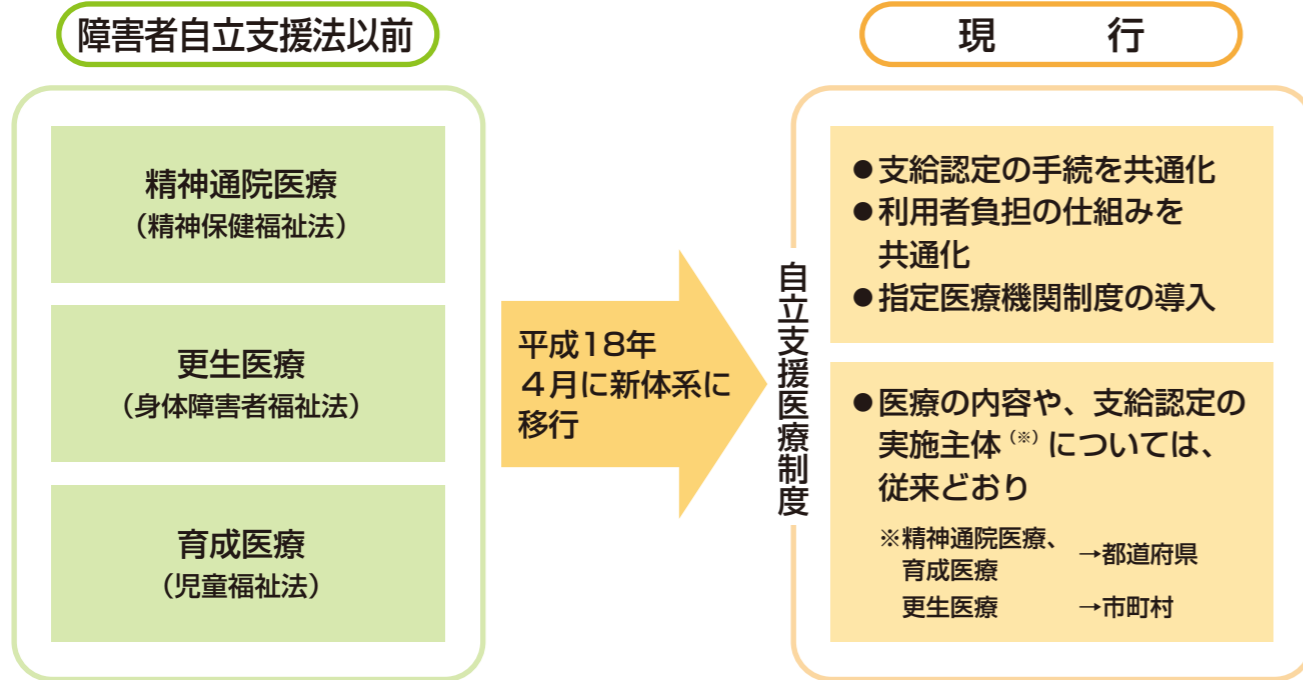 障害者自立支援法以前
精神通院医療
（精神保健福祉法）
更生医療
（身体障害者福祉法）
育成医療
（児童福祉法）
平成18年
４月に新体系に
移行
現　行
自立支援医療制度
●支給認定の手続を共通化
●利用者負担の仕組みを
共通化
●指定医療機関制度の導入
●医療の内容や、支給認定の
実施主体（※）については、
従来どおり
※精神通院医療、
育成医療　→都道府県
更生医療　→市町村